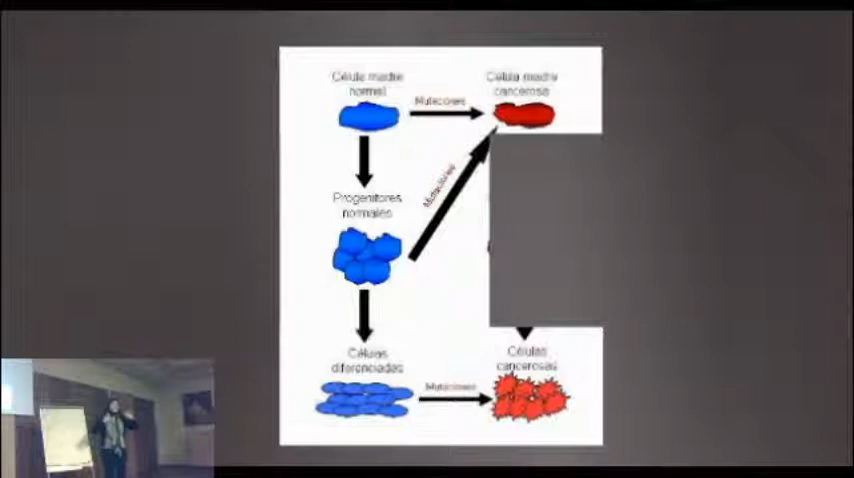 Célula madre
normal
Mutaciones
Célula madre
cancerosa
Progenitores
normales
Mutaciones
Células
diferenciadas
Mutaciones
Células
cancerosas